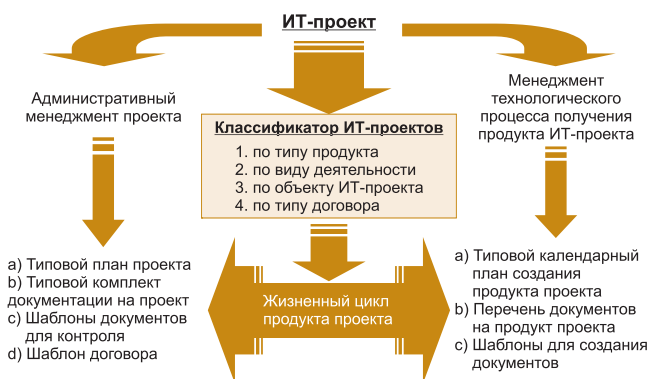 ИТ-проект
Административный
менеджмент проекта
Классификатор ИТ-проектов
1. по типу продукта
2. по виду деятельности
3. по объекту ИТ-проекта
4. по типу договора
Менеджмент
технологического
процесса получения
продукта ИТ-проекта
a) Типовой план проекта
b) Типовой комплект
документации на проект
c) Шаблоны документов
для контроля
d) Шаблон договора
Жизненный цикл
продукта проекта
a) Типовой календарный
план создания
продукта проекта
b) Перечень документов
на продукт проекта
c) Шаблоны для создания
документов